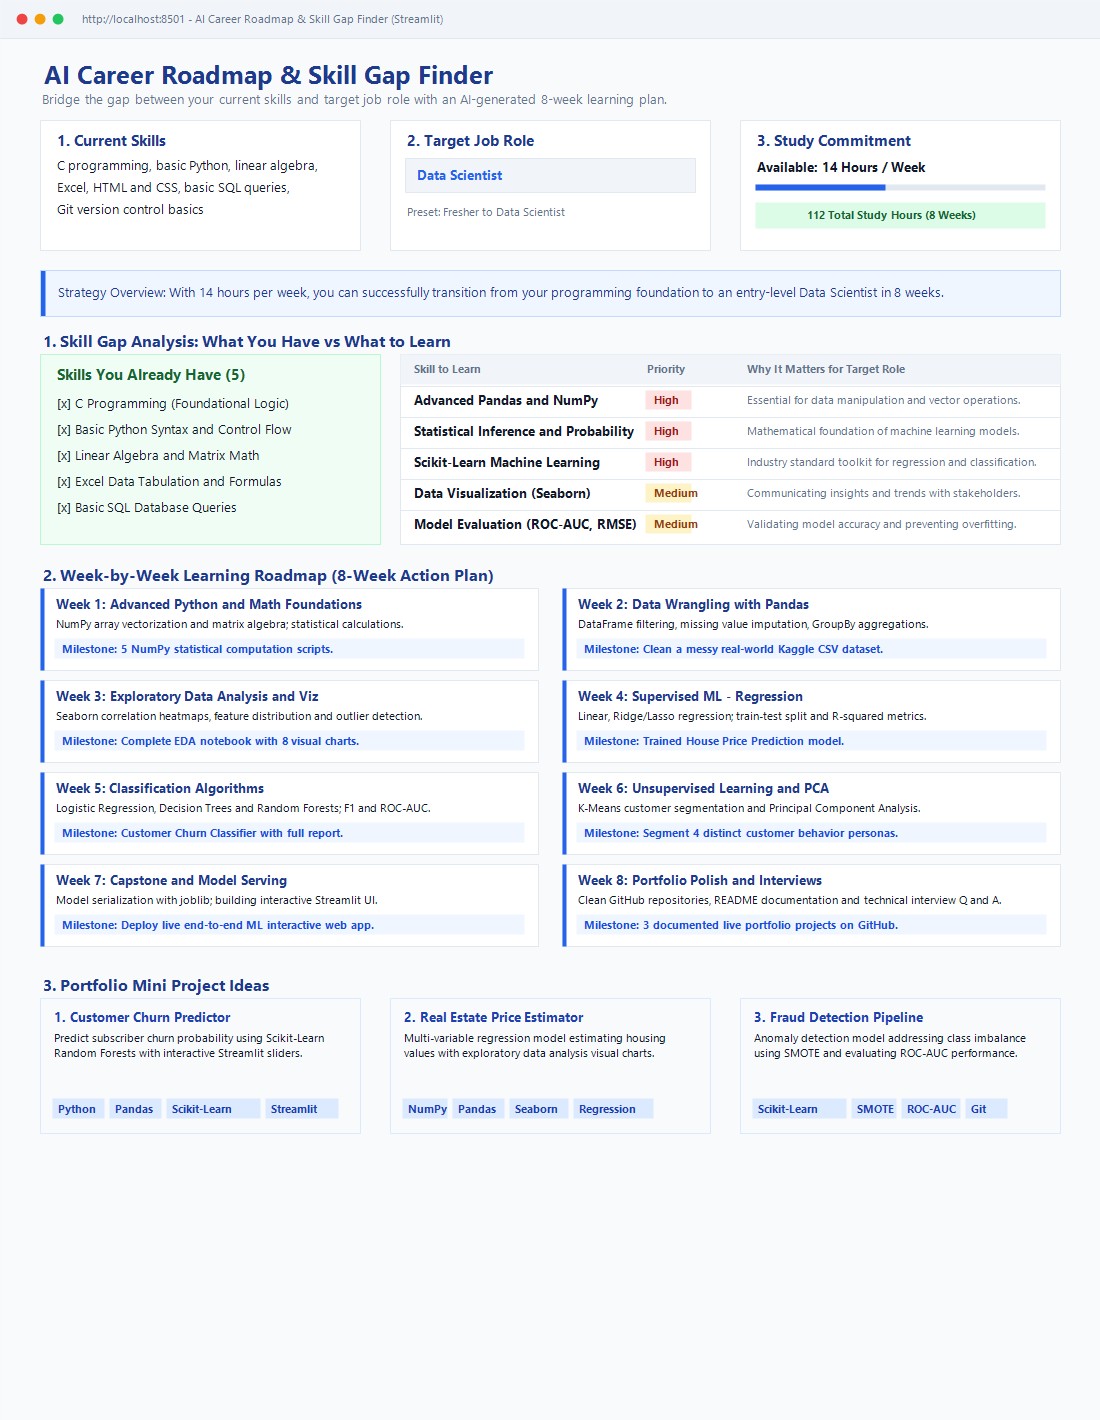 http://localhost:8501 - AI Career Roadmap & Skill Gap Finder (Streamlit)
AI Career Roadmap & Skill Gap Finder
Bridge the gap between your current skills and target job role with an AI-generated 8-week learning plan.
1. Current Skills
C programming, basic Python, linear algebra,
Excel, HTML and CSS, basic SQL queries,
Git version control basics
2. Target Job Role
Data Scientist
Preset: Fresher to Data Scientist
3. Study Commitment
Available: 14 Hours / Week
112 Total Study Hours (8 Weeks)
Strategy Overview: With 14 hours per week, you can successfully transition from your programming foundation to an entry-level Data Scientist in 8 weeks.
1. Skill Gap Analysis: What You Have vs What to Learn
Skills You Already Have (5)
[x] C Programming (Foundational Logic)
[x] Basic Python Syntax and Control Flow
[x] Linear Algebra and Matrix Math
[x] Excel Data Tabulation and Formulas
[x] Basic SQL Database Queries
Skill to Learn Priority Why It Matters for Target Role
Advanced Pandas and NumPy High Essential for data manipulation and vector operations.
Statistical Inference and Probability High Mathematical foundation of machine learning models.
Scikit-Learn Machine Learning High Industry standard toolkit for regression and classification.
Data Visualization (Seaborn) Medium Communicating insights and trends with stakeholders.
Model Evaluation (ROC-AUC, RMSE) Medium Validating model accuracy and preventing overfitting.
2. Week-by-Week Learning Roadmap (8-Week Action Plan)
Week 1: Advanced Python and Math Foundations
NumPy array vectorization and matrix algebra; statistical calculations.
Milestone: 5 NumPy statistical computation scripts.
Week 2: Data Wrangling with Pandas
DataFrame filtering, missing value imputation, GroupBy aggregations.
Milestone: Clean a messy real-world Kaggle CSV dataset.
Week 3: Exploratory Data Analysis and Viz
Seaborn correlation heatmaps, feature distribution and outlier detection.
Milestone: Complete EDA notebook with 8 visual charts.
Week 4: Supervised ML - Regression
Linear, Ridge/Lasso regression; train-test split and R-squared metrics.
Milestone: Trained House Price Prediction model.
Week 5: Classification Algorithms
Logistic Regression, Decision Trees and Random Forests; F1 and ROC-AUC.
Milestone: Customer Churn Classifier with full report.
Week 6: Unsupervised Learning and PCA
K-Means customer segmentation and Principal Component Analysis.
Milestone: Segment 4 distinct customer behavior personas.
Week 7: Capstone and Model Serving
Model serialization with joblib; building interactive Streamlit UI.
Milestone: Deploy live end-to-end ML interactive web app.
Week 8: Portfolio Polish and Interviews
Clean GitHub repositories, README documentation and technical interview Q and A.
Milestone: 3 documented live portfolio projects on GitHub.
3. Portfolio Mini Project Ideas
1. Customer Churn Predictor
Predict subscriber churn probability using Scikit-Learn
Random Forests with interactive Streamlit sliders.
Python Pandas Scikit-Learn Streamlit
2. Real Estate Price Estimator
Multi-variable regression model estimating housing
values with exploratory data analysis visual charts.
NumPy Pandas Seaborn Regression
3. Fraud Detection Pipeline
Anomaly detection model addressing class imbalance
using SMOTE and evaluating ROC-AUC performance.
Scikit-Learn SMOTE ROC-AUC Git